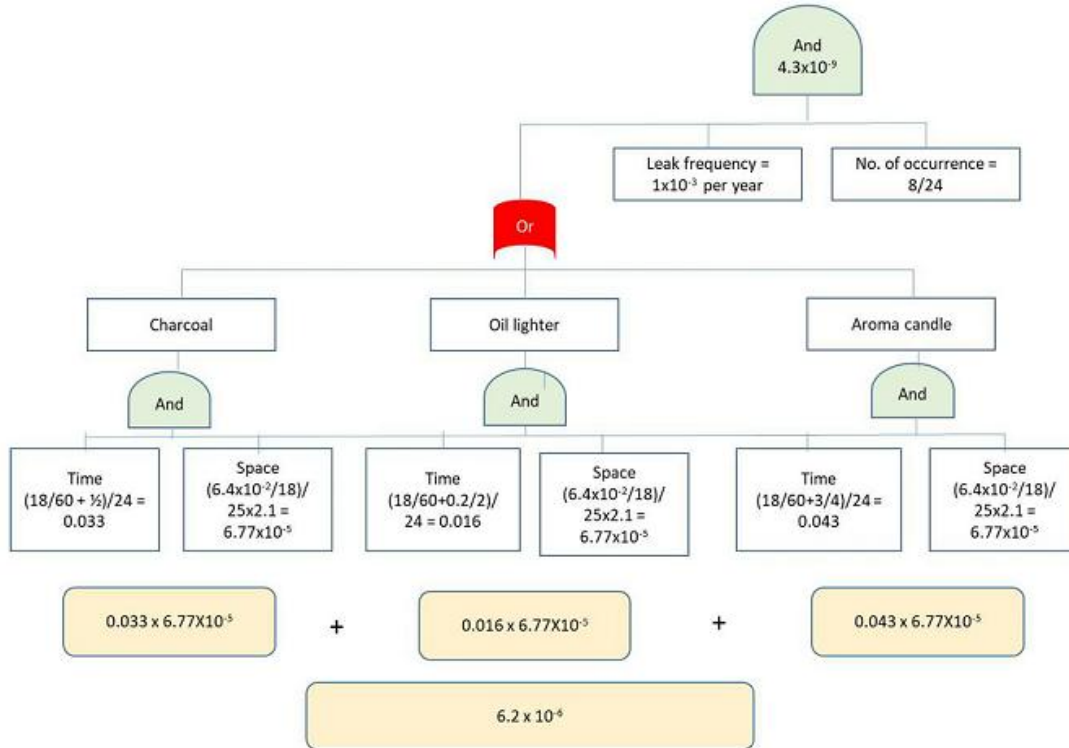 And
4.3x10⁻⁹
Leak frequency =
1x10⁻³ per year
No. of occurrence =
8/24
Or
Charcoal
Oil lighter
Aroma candle
And
And
And
Time
(18/60 + ½)/24 =
0.033
Space
(6.4x10⁻²/18)/
25x2.1 =
6.77x10⁻⁵
Time
(18/60+0.2/2)/
24 = 0.016
Space
(6.4x10⁻²/18)/
25x2.1 =
6.77x10⁻⁵
Time
(18/60+3/4)/24 =
0.043
Space
(6.4x10⁻²/18)/
25x2.1 =
6.77x10⁻⁵
0.033 x 6.77X10⁻⁵
+
0.016 x 6.77X10⁻⁵
+
0.043 x 6.77X10⁻⁵
6.2 x 10⁻⁶